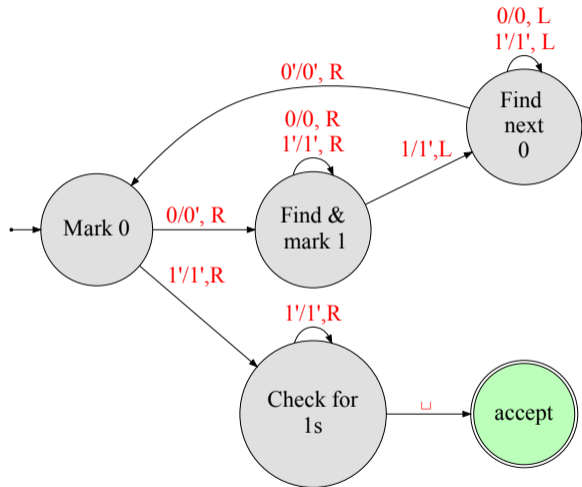 0/0, L
1'/1', L
Find
next
0
0'/0', R
0/0, R
1'/1', R
1/1',L
Mark 0
0/0', R
Find &
mark 1
1'/1',R
1'/1',R
Check for
1s
␣
accept